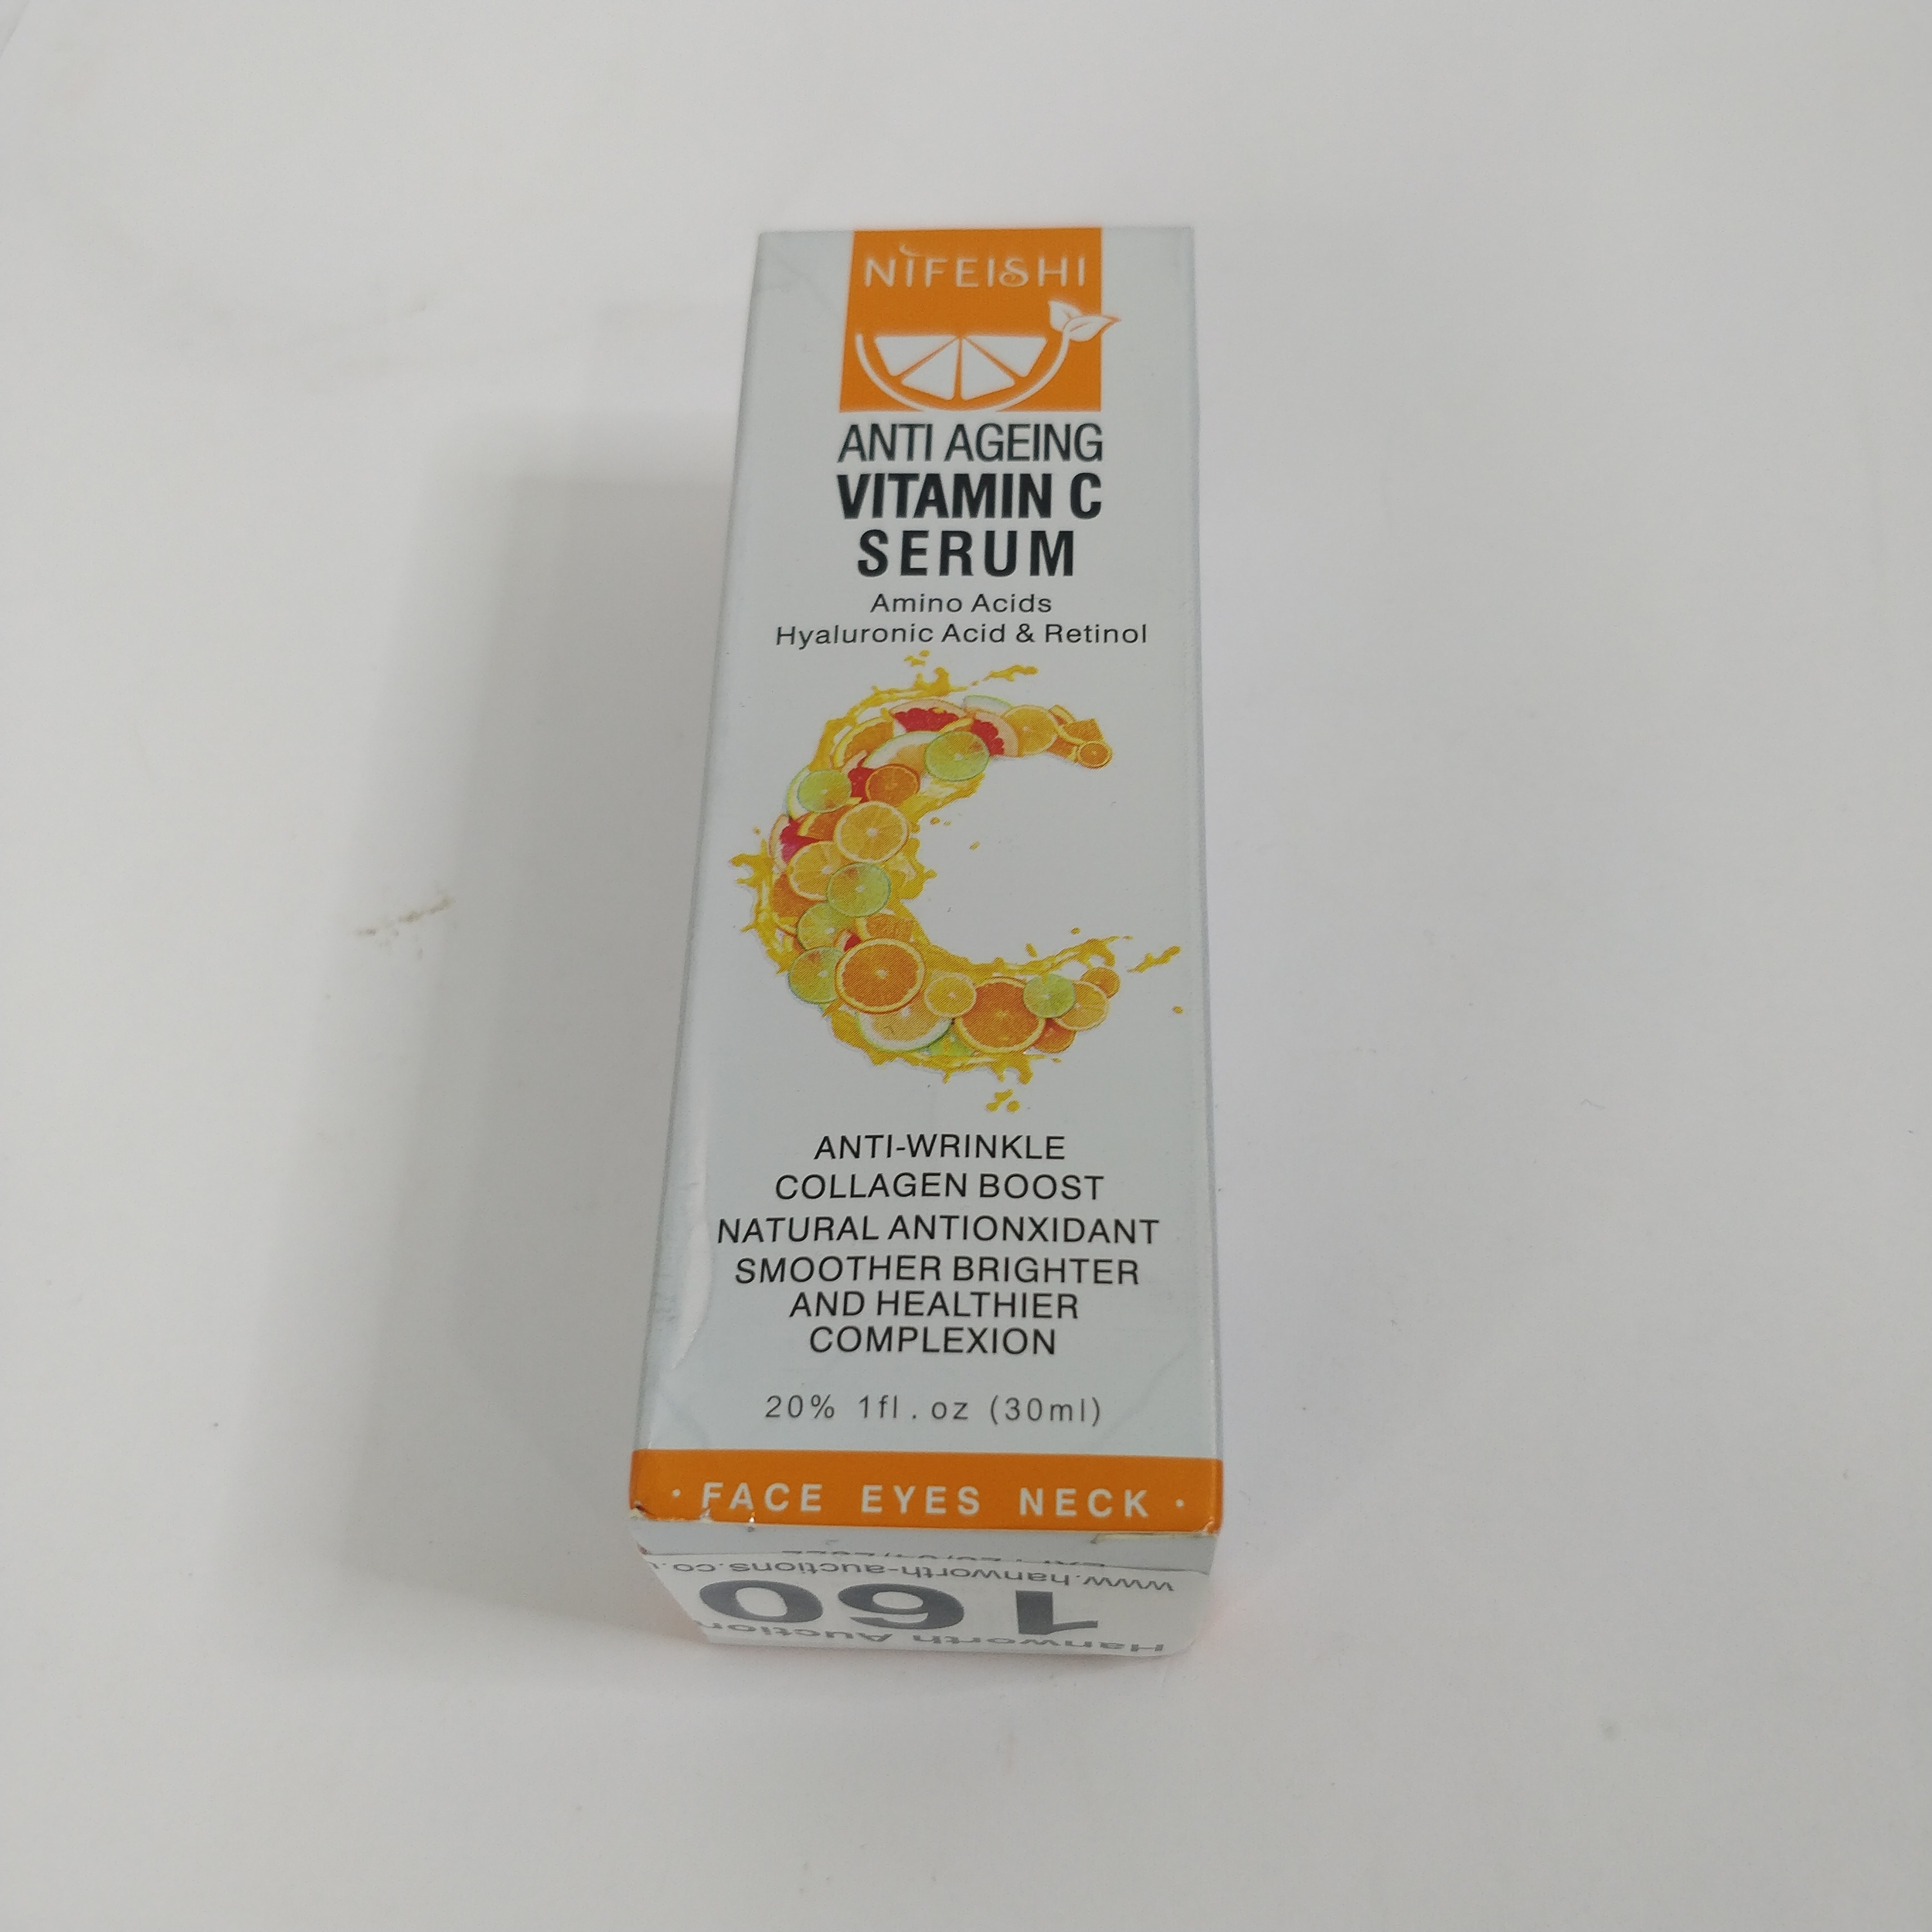 NIFEISHI
ANTI AGEING
VITAMIN C
SERUM
Amino Acids
Hyaluronic Acid & Retinol
ANTI-WRINKLE
COLLAGEN BOOST
NATURAL ANTIONXIDANT
SMOOTHER BRIGHTER
AND HEALTHIER
COMPLEXION
20% 1fl.oz (30ml)
· FACE EYES NECK ·
Hanworth
160